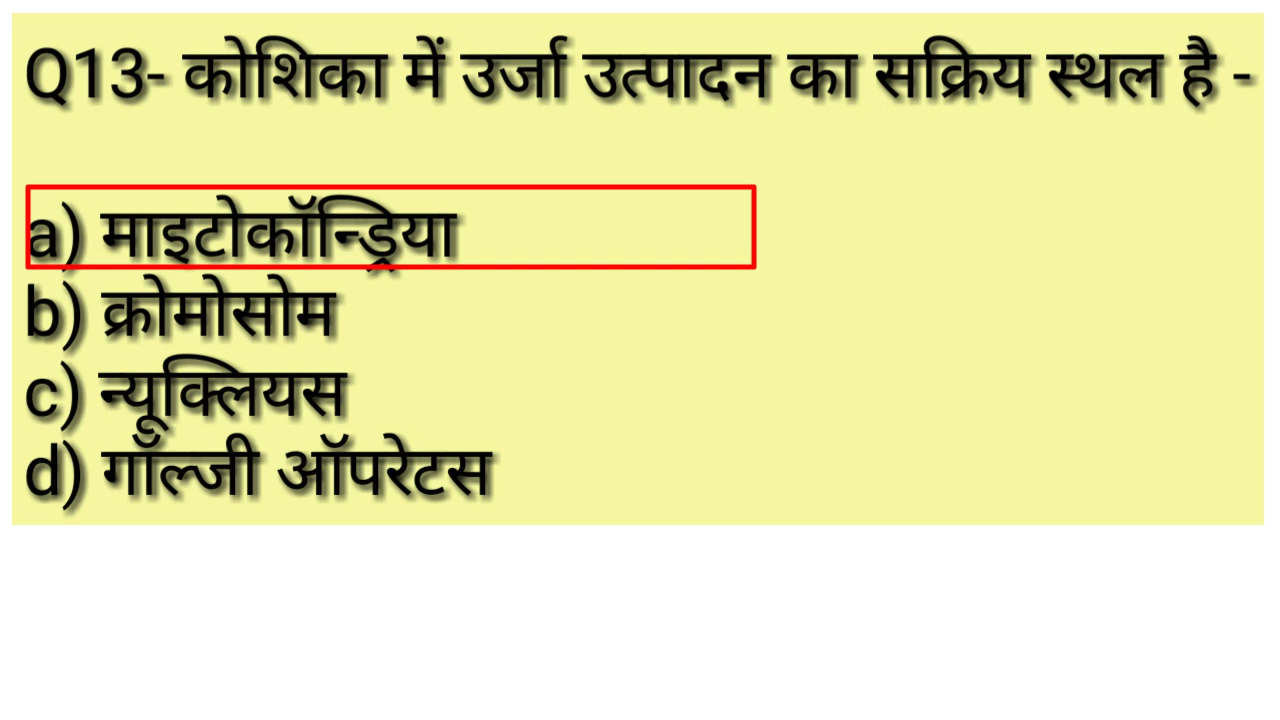 Q13- कोशिका में उर्जा उत्पादन का सक्रिय स्थल है -
a) माइटोकॉन्ड्रिया
b) क्रोमोसोम
c) न्यूक्लियस
d) गॉल्जी ऑपरेटस